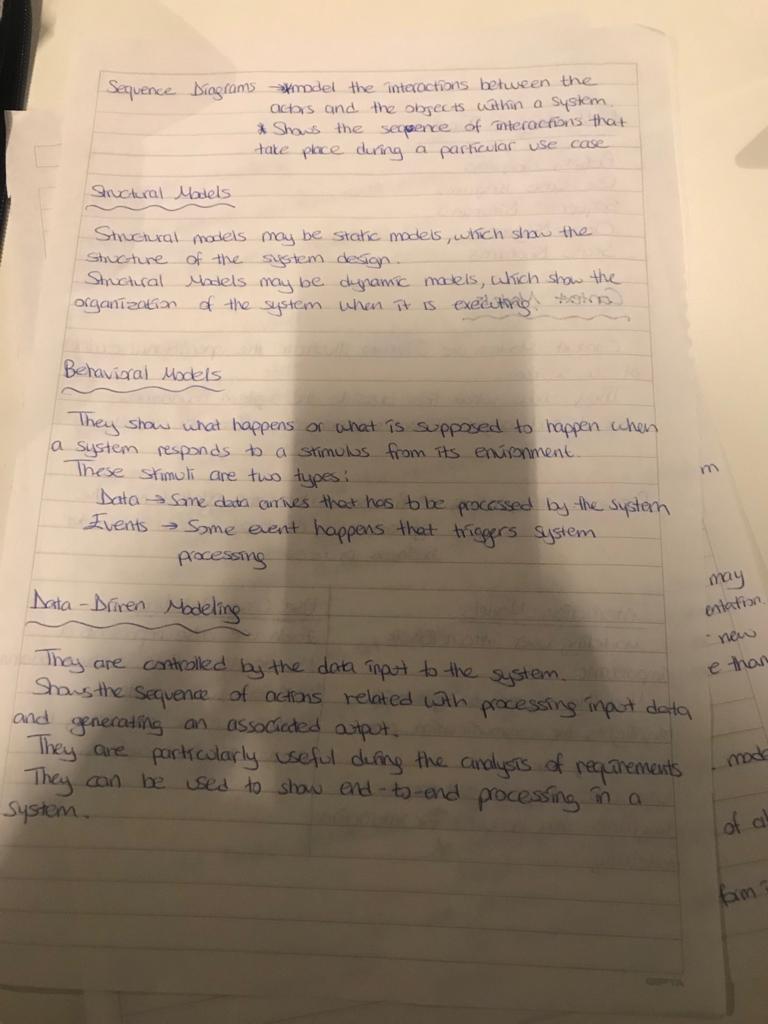 Sequence Diagrams → * model the interactions between the
actors and the objects within a system.
* Shows the sequence of interactions that
take place during a particular use case
Structural Models
Structural models may be static models, which show the
structure of the system design.
Structural Models may be dynamic models, which show the
organization of the system when it is executing.
Behavioral Models
They show what happens or what is supposed to happen when
a system responds to a stimulus from its environment.
These stimuli are two types:
Data → Some data arrives that has to be processed by the system
Events → Some event happens that triggers system
processing
Data-Driven Modeling
They are controlled by the data input to the system.
Shows the sequence of actions related with processing input data
and generating an associated output.
They are particularly useful during the analysis of requirements
They can be used to show end-to-end processing in a
system.
m
may
entation.
new
e than
of